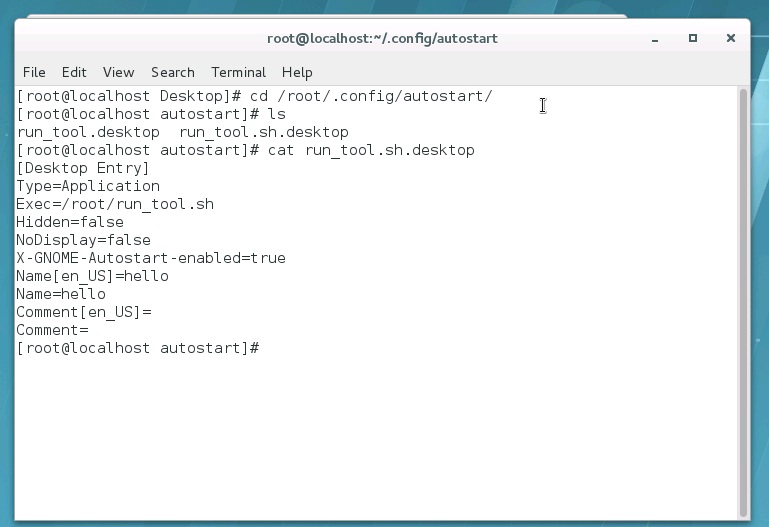 root@localhost:~/.config/autostart
File Edit View Search Terminal Help
[root@localhost Desktop]# cd /root/.config/autostart/
[root@localhost autostart]# ls
run_tool.desktop  run_tool.sh.desktop
[root@localhost autostart]# cat run_tool.sh.desktop
[Desktop Entry]
Type=Application
Exec=/root/run_tool.sh
Hidden=false
NoDisplay=false
X-GNOME-Autostart-enabled=true
Name[en_US]=hello
Name=hello
Comment[en_US]=
Comment=
[root@localhost autostart]#